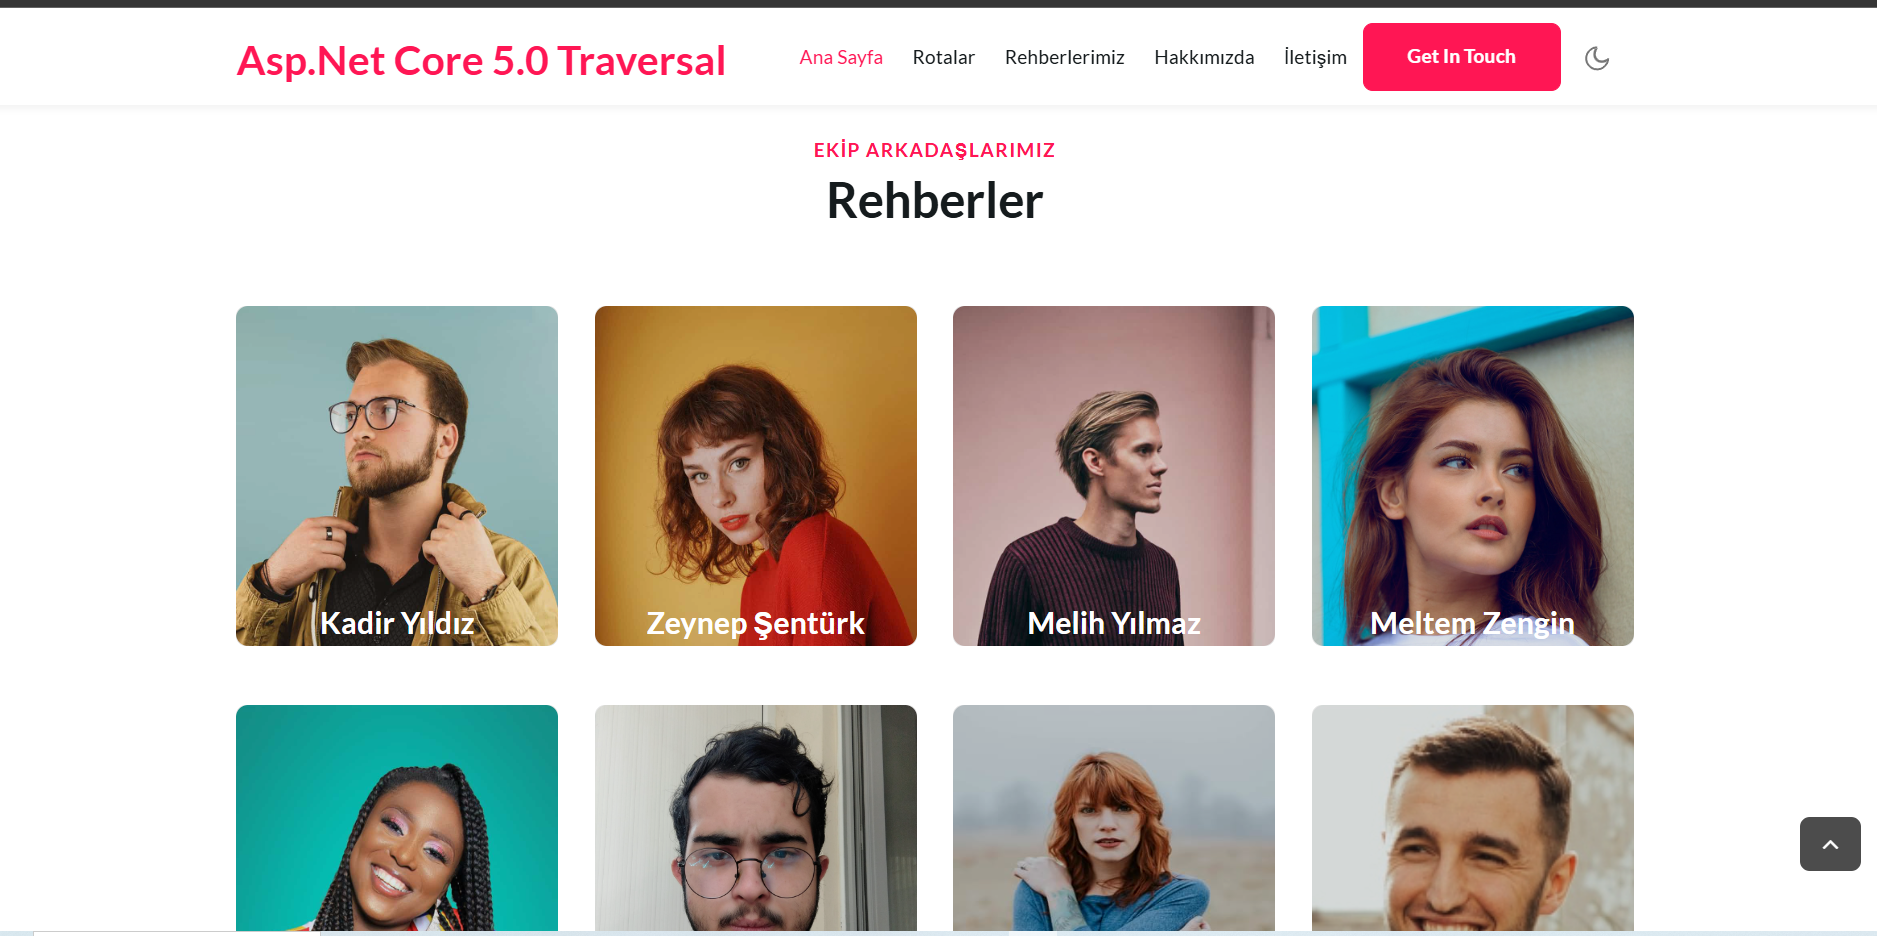 Asp.Net Core 5.0 Traversal
Ana Sayfa Rotalar Rehberlerimiz Hakkımızda İletişim Get In Touch
EKİP ARKADAŞLARIMIZ
Rehberler
Kadir Yıldız
Zeynep Şentürk
Melih Yılmaz
Meltem Zengin